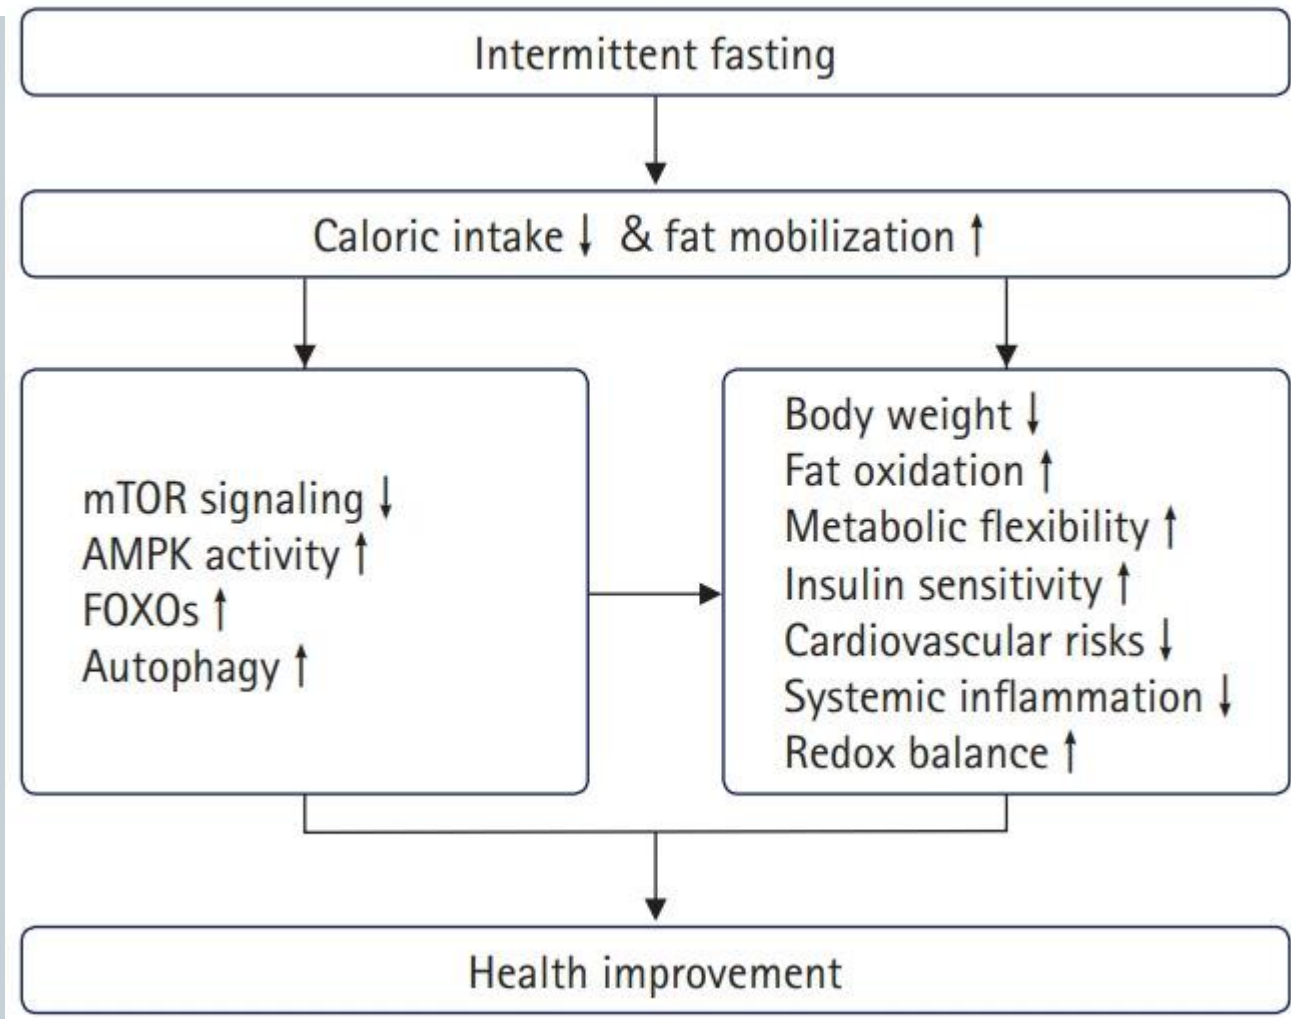 Intermittent fasting
Caloric intake ↓ & fat mobilization ↑
mTOR signaling ↓
AMPK activity ↑
FOXOs ↑
Autophagy ↑
Body weight ↓
Fat oxidation ↑
Metabolic flexibility ↑
Insulin sensitivity ↑
Cardiovascular risks ↓
Systemic inflammation ↓
Redox balance ↑
Health improvement